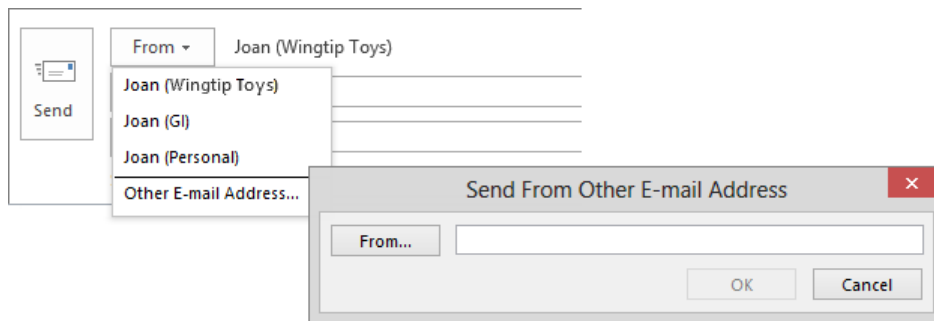 From
Joan (Wingtip Toys)
Send
Joan (Wingtip Toys)
Joan (GI)
Joan (Personal)
Other E-mail Address...
Send From Other E-mail Address
From...
OK
Cancel